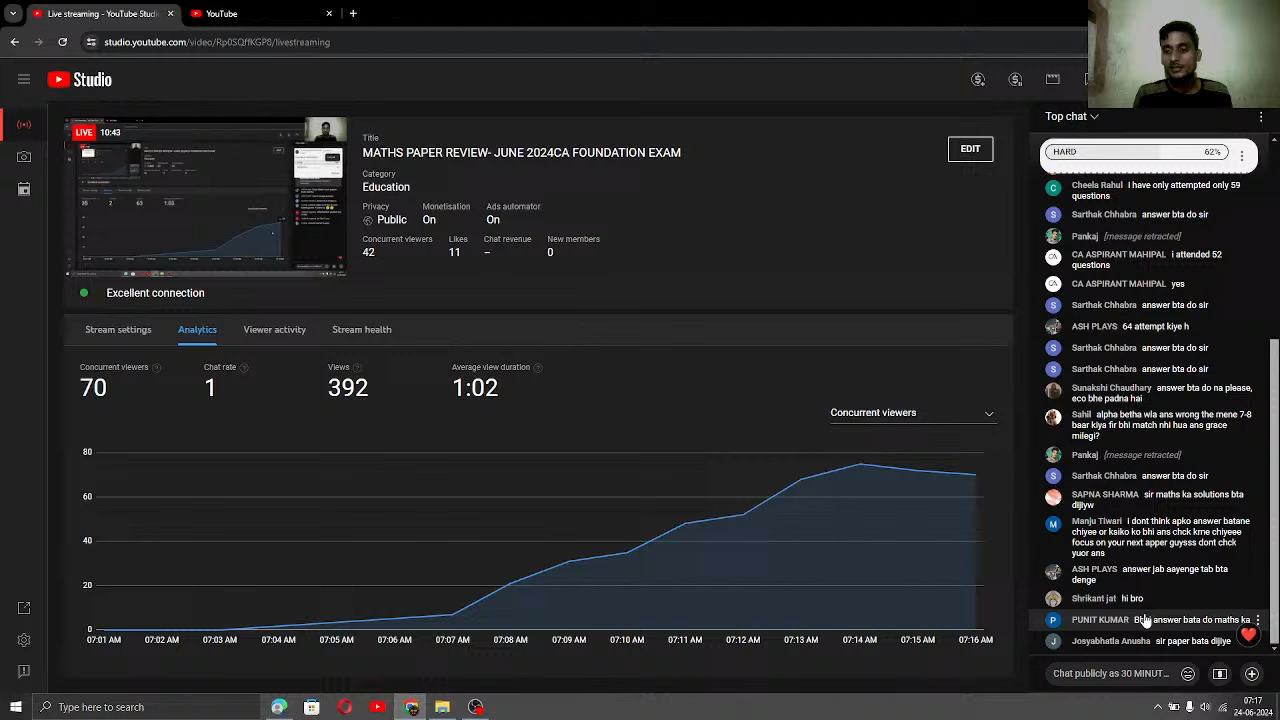 Live streaming - YouTube Studio
YouTube
studio.youtube.com/video/Rp0SQffKGP8/livestreaming
Studio
LIVE 10:43
Title
MATHS PAPER REVIEW- JUNE 2024CA FOUNDATION EXAM
EDIT
Category
Education
Privacy Monetisation Ads automator
Public On On
Concurrent viewers Likes Chat revenue New members
42 11 – 0
Excellent connection
Stream settings Analytics Viewer activity Stream health
Concurrent viewers Chat rate Views Average view duration
70 1 392 1:02
Concurrent viewers
80
60
40
20
0
07:01 AM 07:02 AM 07:03 AM 07:04 AM 07:05 AM 07:06 AM 07:07 AM 07:08 AM 07:09 AM 07:10 AM 07:11 AM 07:12 AM 07:13 AM 07:14 AM 07:15 AM 07:16 AM
Top chat
HARD 62%
Cheela Rahul I have only attempted only 59
questions
Sarthak Chhabra answer bta do sir
Pankaj [message retracted]
CA ASPIRANT MAHIPAL i attended 52
questions
CA ASPIRANT MAHIPAL yes
Sarthak Chhabra answer bta do sir
ASH PLAYS 64 attempt kiye h
Sarthak Chhabra answer bta do sir
Sarthak Chhabra answer bta do sir
Sunakshi Chaudhary answer bta do na please,
eco bhe padna hai
Sahil alpha betha wla ans wrong the mene 7-8
baar kiya fir bhi match nhi hua ans grace
milegi?
Pankaj [message retracted]
Sarthak Chhabra answer bta do sir
SAPNA SHARMA sir maths ka solutions bta
dijiyw
Manju Tiwari I dont think apko answer batane
chiyee or ksiko ko bhi ans chck krne chiyeee
focus on your next apper guysss dont chck
yuor ans
ASH PLAYS answer jab aayenge tab bta
denge
Shrikant jat hi bro
PUNIT KUMAR answer bata do maths ka
Josyabhatla Anusha sir paper bata dijiye
Chat publicly as 30 MINUT...
Type here to search
07:17
24-06-2024